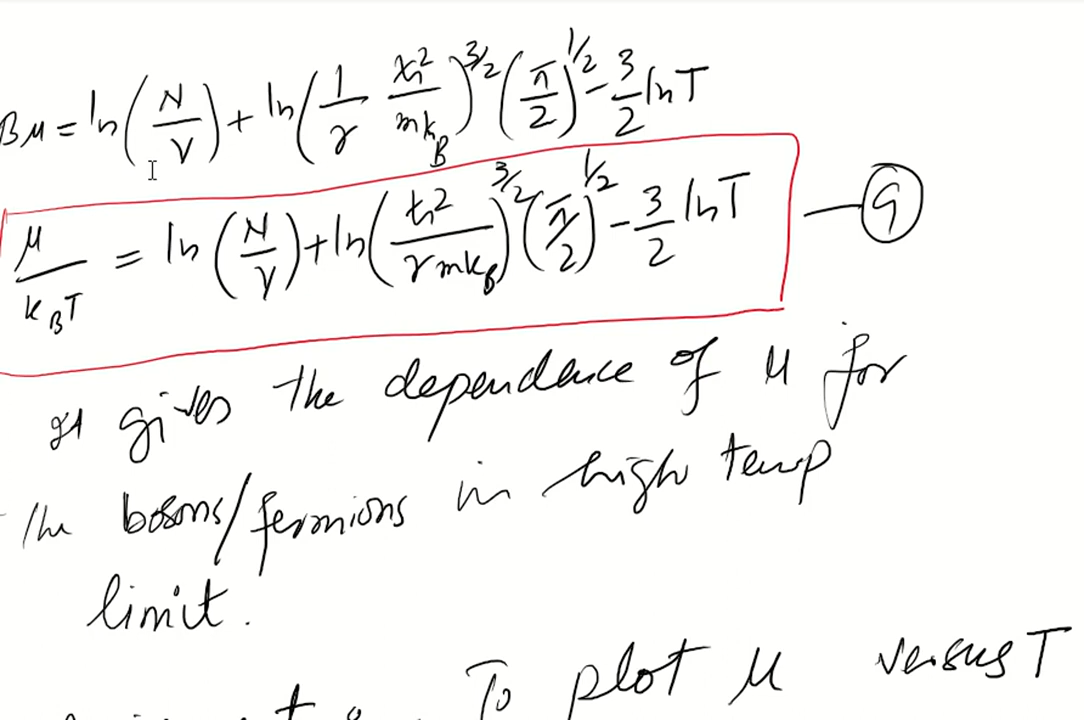 βμ = ln(N/V) + ln(1/γ ħ²/mk_B)^3/2 (π/2)^1/2 - 3/2 lnT
μ/k_BT = ln(N/V) + ln(ħ²/γmk_B)^3/2 (π/2)^1/2 - 3/2 lnT — 9
It gives the dependence of μ for
the bosons/fermions in high temp
limit.
To plot μ versus T